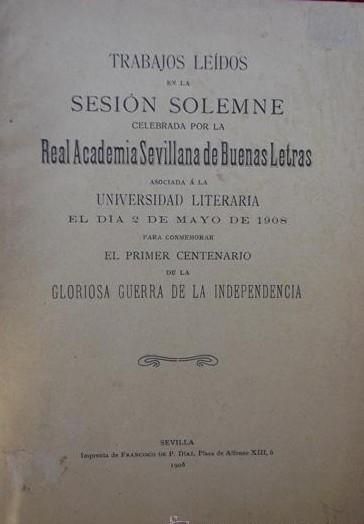 TRABAJOS LEÍDOS
EN LA
SESIÓN SOLEMNE
CELEBRADA POR LA
Real Academia Sevillana de Buenas Letras
ASOCIADA Á LA
UNIVERSIDAD LITERARIA
EL DÍA 2 DE MAYO DE 1908
PARA CONMEMORAR
EL PRIMER CENTENARIO
DE LA
GLORIOSA GUERRA DE LA INDEPENDENCIA
SEVILLA
Imprenta de FRANCISCO DE P. DÍAZ, Plaza de Alfonso XIII, 6
1908